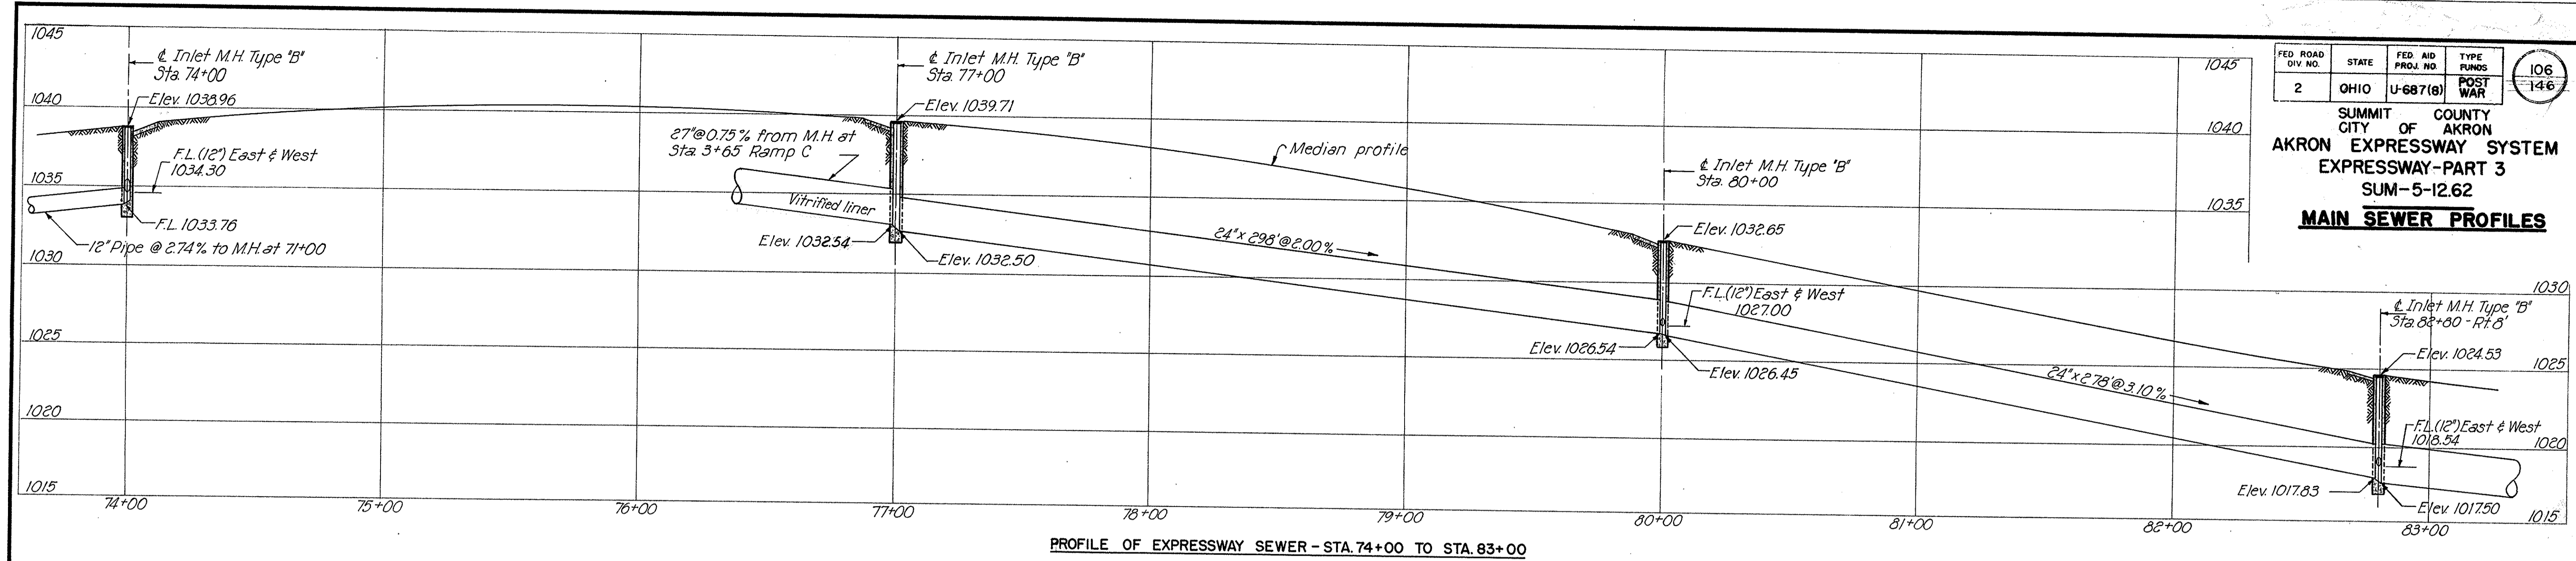 1045
℄ Inlet M.H. Type "B"
Sta. 74+00
℄ Inlet M.H. Type "B"
Sta. 77+00
1045
FED. ROAD DIV. NO.
STATE
FED. AID PROJ. NO.
TYPE FUNDS
2
OHIO
U-687(8)
POST WAR
106
146
SUMMIT COUNTY
CITY OF AKRON
AKRON EXPRESSWAY SYSTEM
EXPRESSWAY-PART 3
SUM-5-12.62
MAIN SEWER PROFILES
1040
Elev. 1038.96
Elev. 1039.71
1040
27"@0.75% from M.H. at
Sta. 3+65 Ramp C
Median profile
F.L.(12") East & West
1034.30
℄ Inlet M.H. Type "B"
Sta. 80+00
1035
1035
F.L. 1033.76
12" Pipe @ 2.74% to M.H. at 71+00
Vitrified liner
Elev. 1032.54
Elev. 1032.50
24" x 298' @ 2.00%
Elev. 1032.65
1030
1030
F.L.(12") East & West
1027.00
℄ Inlet M.H. Type "B"
Sta. 82+80 - Rt. 8'
1025
Elev. 1026.54
Elev. 1026.45
Elev. 1024.53
1025
24" x 278' @ 3.10%
1020
F.L.(12") East & West
1018.54
1020
1015
Elev. 1017.83
Elev. 1017.50
1015
74+00
75+00
76+00
77+00
78+00
79+00
80+00
81+00
82+00
83+00
PROFILE OF EXPRESSWAY SEWER - STA. 74+00 TO STA. 83+00